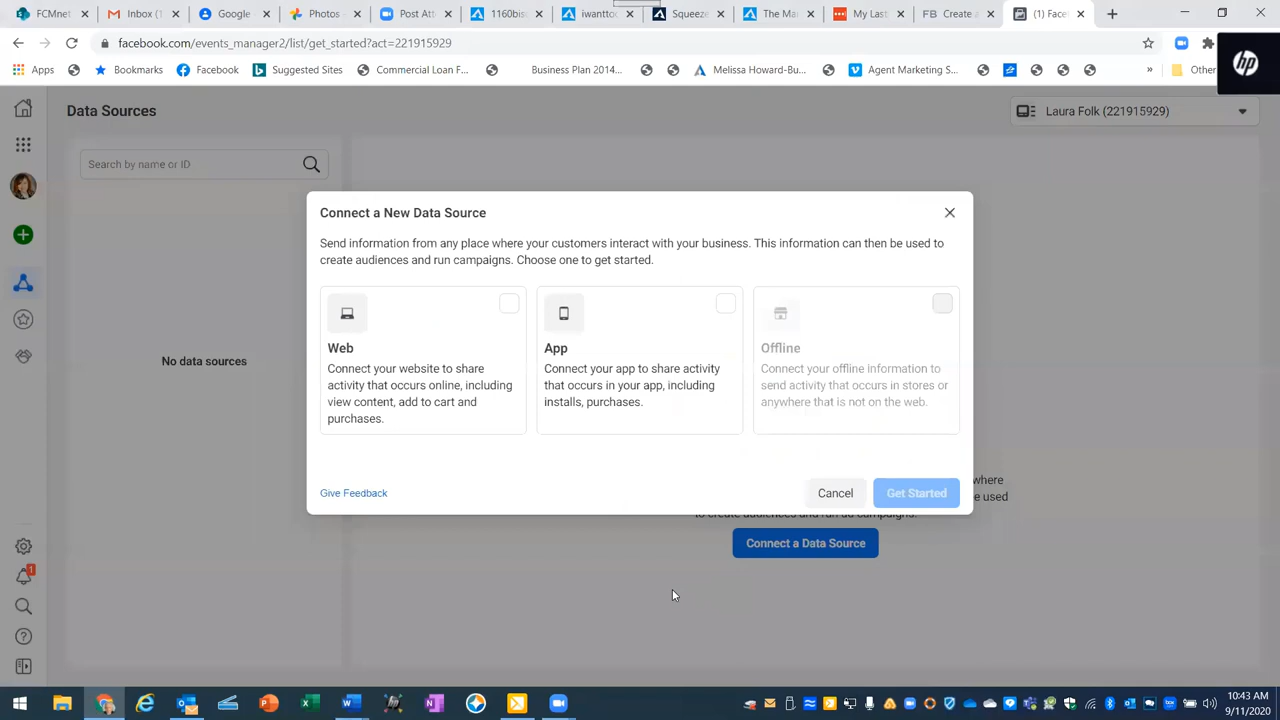 FCMnet
Inbox (1
Google
Photos -
Post Att
1160bis
iwantto
Squeeze
The Ma
My Last
FB Create a
(1) Face
facebook.com/events_manager2/list/get_started?act=221915929
Apps
Bookmarks
Facebook
Suggested Sites
Commercial Loan F...
Business Plan 2014...
Melissa Howard-Bu...
Agent Marketing S...
»
Other
hp
Data Sources
Laura Folk (221915929)
Search by name or ID
No data sources
Connect a New Data Source
Send information from any place where your customers interact with your business. This information can then be used to
create audiences and run campaigns. Choose one to get started.
Web
Connect your website to share
activity that occurs online, including
view content, add to cart and
purchases.
App
Connect your app to share activity
that occurs in your app, including
installs, purchases.
Offline
Connect your offline information to
send activity that occurs in stores or
anywhere that is not on the web.
Give Feedback
Cancel
Get Started
where
used
to create audiences and run ad campaigns.
Connect a Data Source
1
10:43 AM
9/11/2020